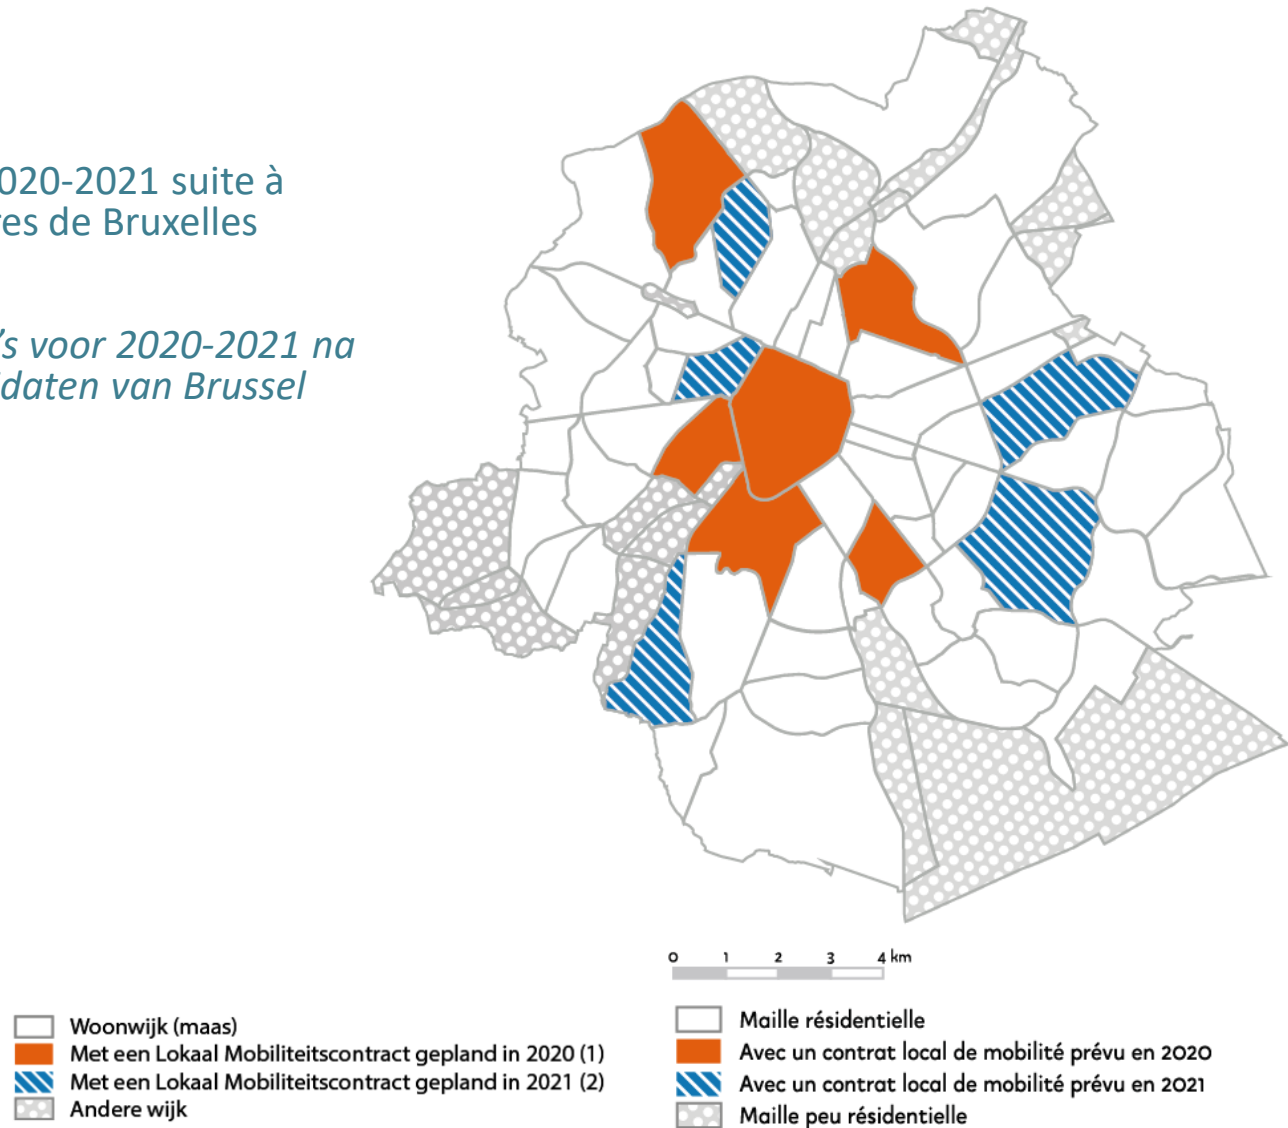 020-2021 suite à
res de Bruxelles
’s voor 2020-2021 na
ldaten van Brussel
0 1 2 3 4 km
Woonwijk (maas)
Met een Lokaal Mobiliteitscontract gepland in 2020 (1)
Met een Lokaal Mobiliteitscontract gepland in 2021 (2)
Andere wijk
Maille résidentielle
Avec un contrat local de mobilité prévu en 2020
Avec un contrat local de mobilité prévu en 2021
Maille peu résidentielle